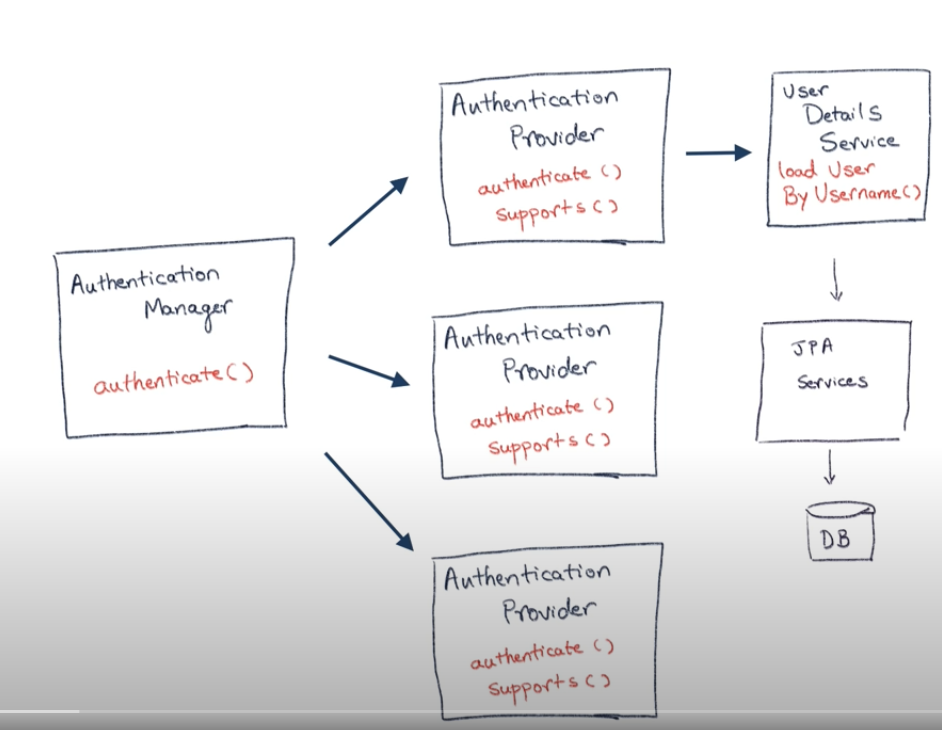 Authentication
Manager
authenticate()
Authentication
Provider
authenticate ()
supports ()
Authentication
Provider
authenticate ()
supports ()
Authentication
Provider
authenticate ()
supports ()
User
Details
Service
load User
By Username()
JPA
Services
DB